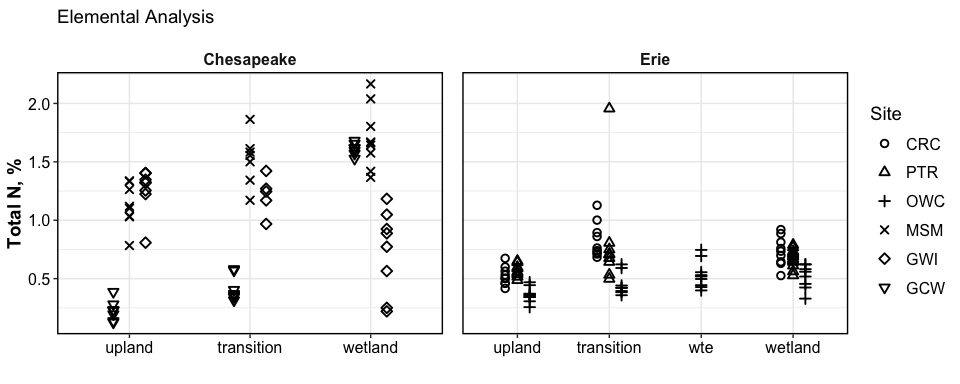 Elemental Analysis
Chesapeake
Erie
Total N, %
2.0
1.5
1.0
0.5
upland transition wetland
upland transition wte wetland
Site
CRC
PTR
OWC
MSM
GWI
GCW